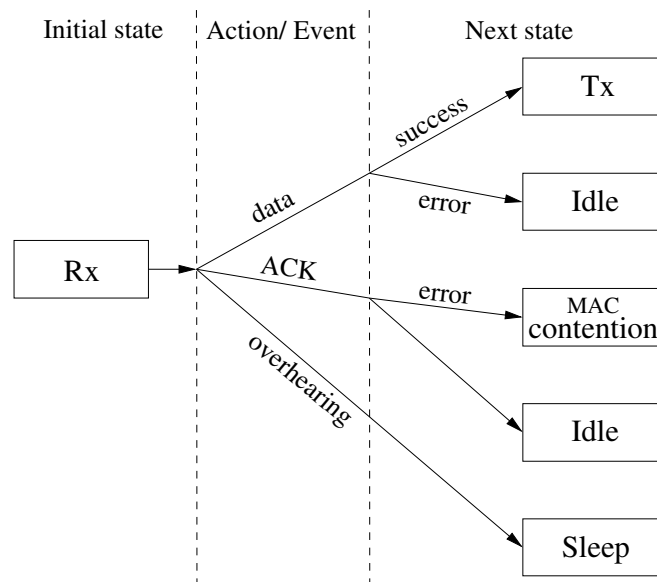 Initial state
Action/ Event
Next state
Tx
success
data
error
Idle
Rx
ACK
error
MAC
contention
overhearing
Idle
Sleep